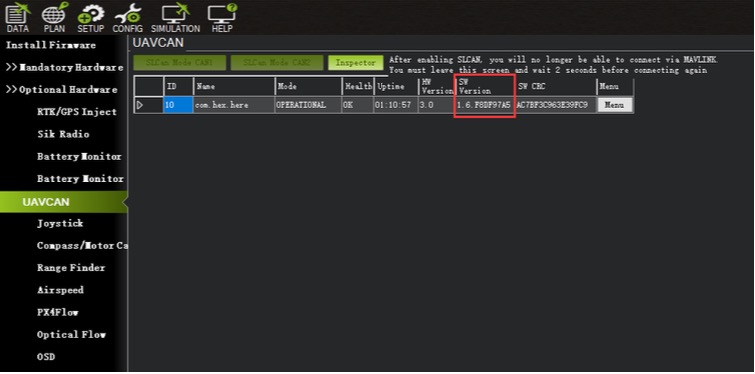 DATA PLAN SETUP CONFIG SIMULATION HELP
Install Firmware
>> Mandatory Hardware
>> Optional Hardware
RTK/GPS Inject
Sik Radio
Battery Monitor
Battery Monitor
UAVCAN
Joystick
Compass/Motor Ca
Range Finder
Airspeed
PX4Flow
Optical Flow
OSD
UAVCAN
SLCan Mode CAN1 SLCan Mode CAN2 Inspector
After enabling SLCAN, you will no longer be able to connect via MAVLINK.
You must leave this screen and wait 2 seconds before connecting again
ID Name Mode Health Uptime HW Version SW Version SW CRC Menu
10 com.hex.here OPERATIONAL OK 01:10:57 3.0 1.6.F8DF97A5 AC7BF3C963E39FC9 Menu